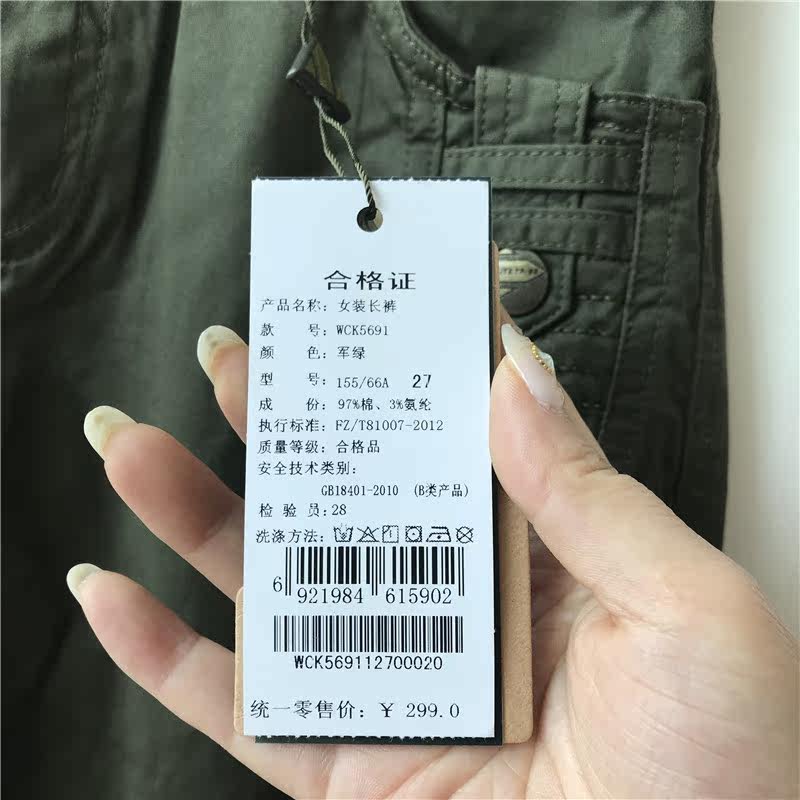 合格证
产品名称：女装长裤
款 号：WCK5691
颜 色：军绿
型 号：155/66A 27
成 份：97%棉、3%氨纶
执行标准：FZ/T81007-2012
质量等级：合格品
安全技术类别：
GB18401-2010 (B类产品)
检 验 员：28
洗涤方法：
6 921984 615902
WCK569112700020
统一零售价：￥ 299.0